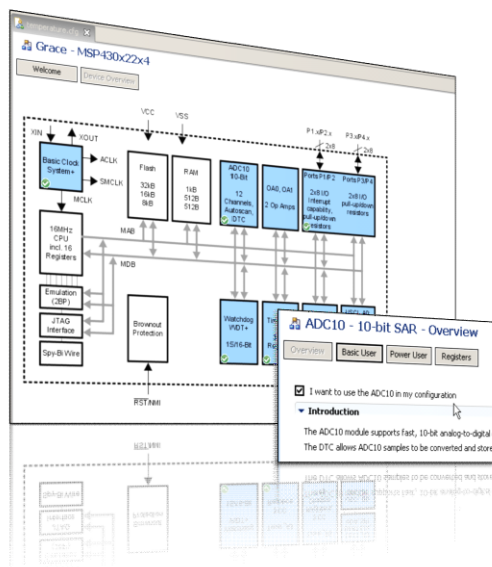 temperature.cfg
Grace - MSP430x22x4
Welcome
Device Overview
VCC
VSS
P1.x/P2.x
P3.x/P4.x
2x8
2x8
XIN
XOUT
Basic Clock
System+
ACLK
SMCLK
MCLK
Flash
32kB
16kB
8kB
RAM
1kB
512B
512B
ADC10
10-Bit
12
Channels,
Autoscan,
DTC
OA0, OA1
2 Op Amps
Ports P1/P2
2x8 I/O
Interrupt
capability,
pull-up/down
resistors
Ports P3/P4
2x8 I/O
pull-up/down
resistors
16MHz
CPU
incl. 16
Registers
MAB
MDB
Emulation
(2BP)
JTAG
Interface
Spy-Bi Wire
Brownout
Protection
RST/NMI
Watchdog
WDT+
15/16-Bit
ADC10 - 10-bit SAR - Overview
Overview
Basic User
Power User
Registers
I want to use the ADC10 in my configuration
Introduction
The ADC10 module supports fast, 10-bit analog-to-digital
The DTC allows ADC10 samples to be converted and store